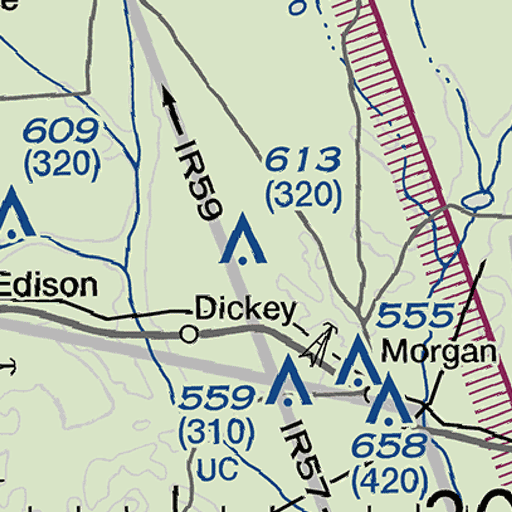 609
(320)
IR59
613
(320)
Edison
Dickey
555
Morgan
559
(310)
UC
IR57
658
(420)